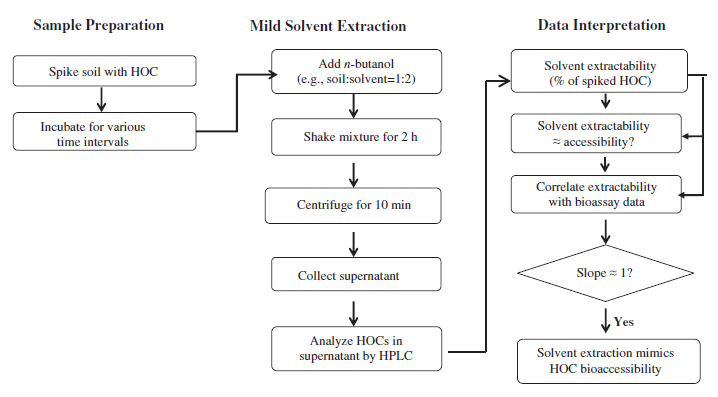 Sample Preparation
Spike soil with HOC
Incubate for various
time intervals
Mild Solvent Extraction
Add n-butanol
(e.g., soil:solvent=1:2)
Shake mixture for 2 h
Centrifuge for 10 min
Collect supernatant
Analyze HOCs in
supernatant by HPLC
Data Interpretation
Solvent extractability
(% of spiked HOC)
Solvent extractability
≈ accessibility?
Correlate extractability
with bioassay data
Slope ≈ 1?
Yes
Solvent extraction mimics
HOC bioaccessibility